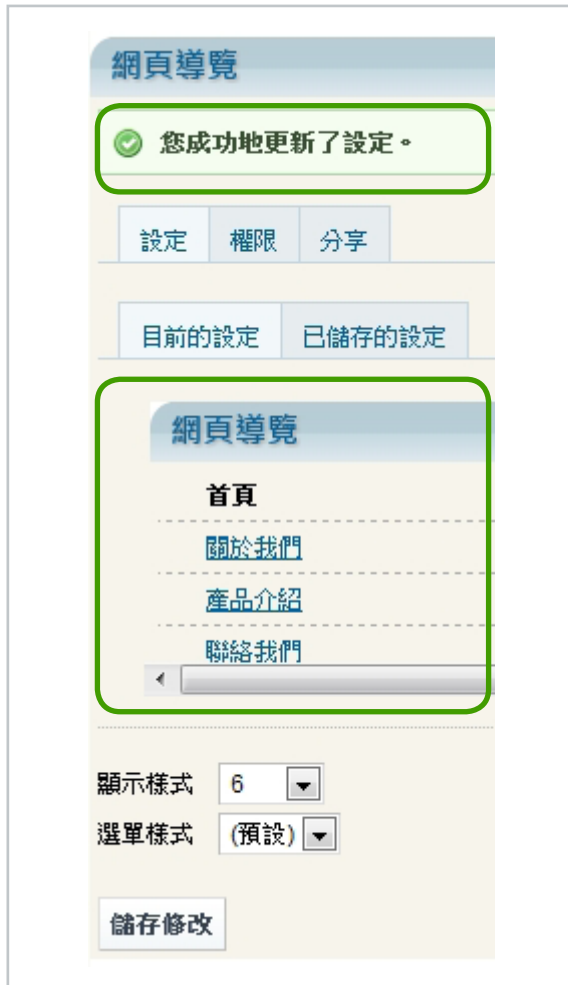 網頁導覽
您成功地更新了設定。
設定 權限 分享
目前的設定 已儲存的設定
網頁導覽
首頁
關於我們
產品介紹
聯絡我們
顯示樣式 6
選單樣式 (預設)
儲存修改